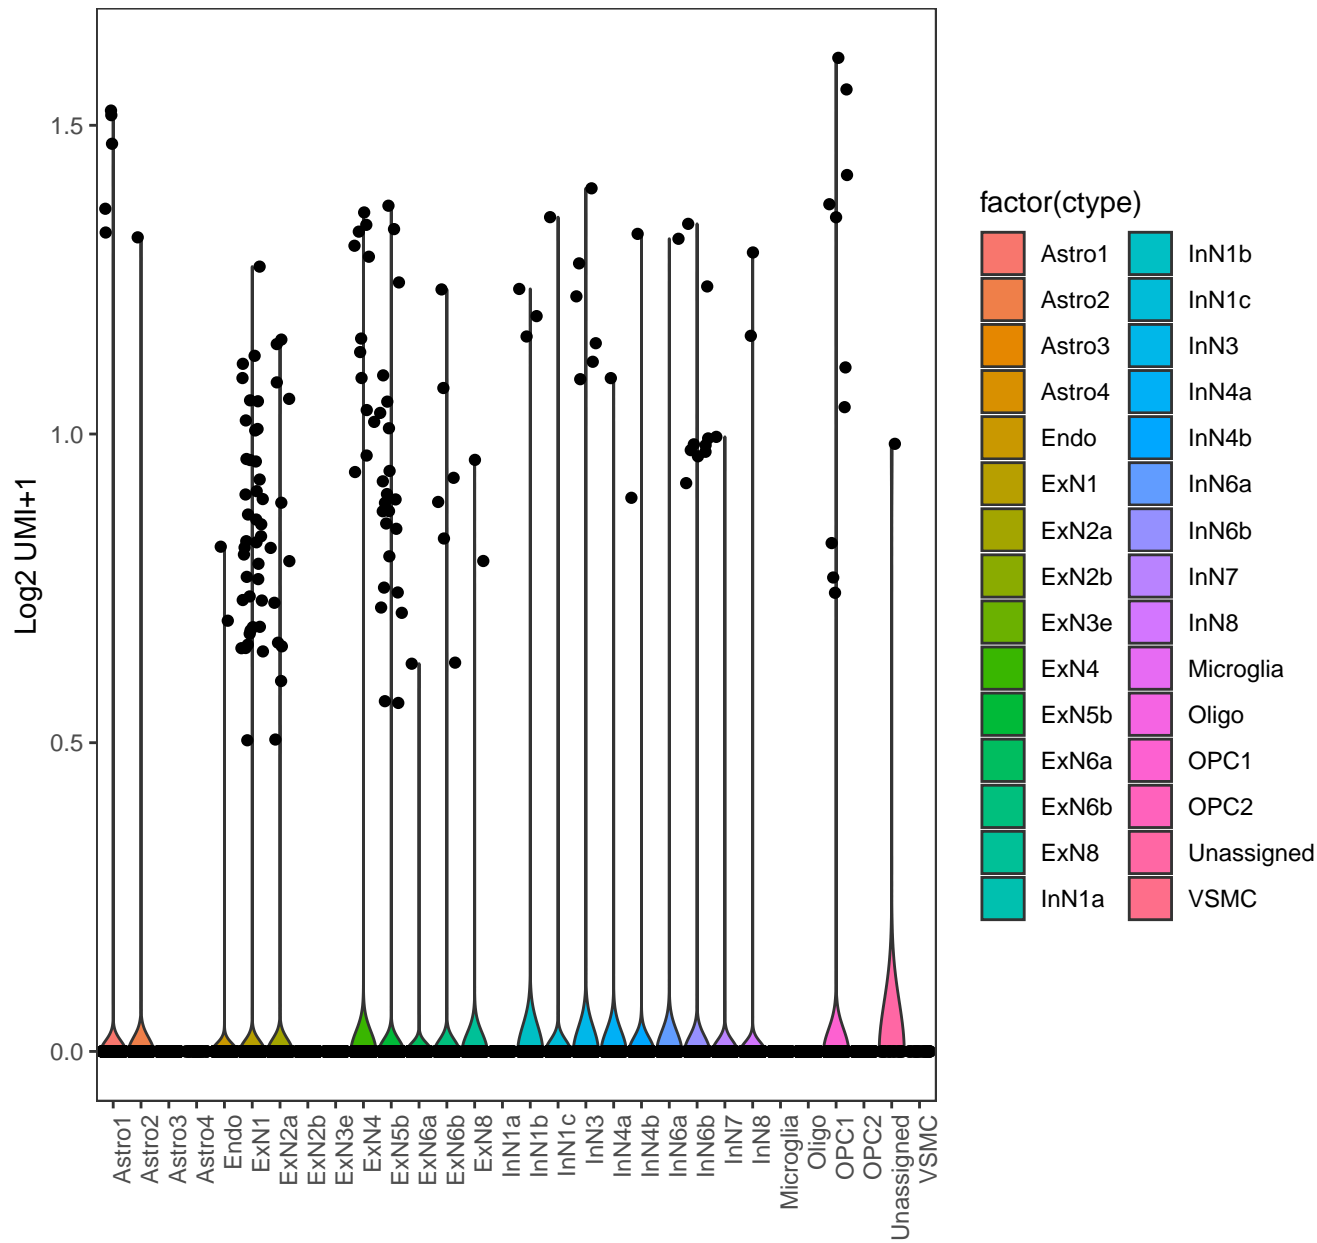 1.5
1.0
0.5
0.0
Log2 UMI+1
Astro1
Astro2
Astro3
Astro4
Endo
ExN1
ExN2a
ExN2b
ExN3e
ExN4
ExN5b
ExN6a
ExN6b
ExN8
InN1a
InN1b
InN1c
InN3
InN4a
InN4b
InN6a
InN6b
InN7
InN8
Microglia
Oligo
OPC1
OPC2
Unassigned
VSMC
factor(ctype)
Astro1
Astro2
Astro3
Astro4
Endo
ExN1
ExN2a
ExN2b
ExN3e
ExN4
ExN5b
ExN6a
ExN6b
ExN8
InN1a
InN1b
InN1c
InN3
InN4a
InN4b
InN6a
InN6b
InN7
InN8
Microglia
Oligo
OPC1
OPC2
Unassigned
VSMC